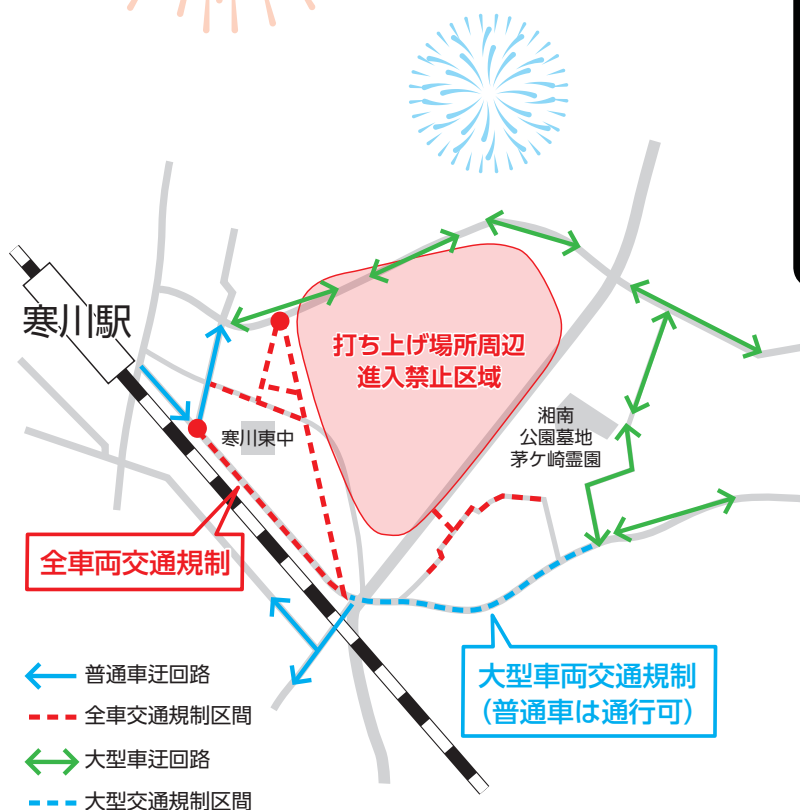 寒川駅
打ち上げ場所周辺
進入禁止区域
寒川東中
湘南
公園墓地
茅ケ崎霊園
全車両交通規制
大型車両交通規制
(普通車は通行可)
普通車迂回路
全車交通規制区間
大型車迂回路
大型交通規制区間